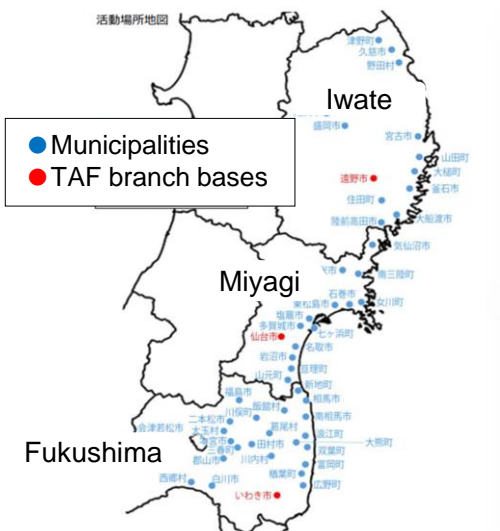 活動場所地図
津野町
久慈市
野田村
Iwate
盛岡市
宮古市
Municipalities
TAF branch bases
山田町
大槌町
遠野市
釜石市
住田町
大船渡市
陸前高田市
気仙沼市
Miyagi
南三陸町
石巻市
女川町
東松島市
塩竈市
多賀城市
七ヶ浜町
仙台市
名取市
岩沼市
亘理町
山元町
新地町
福島市
飯館村
相馬市
川俣町
二本松市
南相馬市
会津若松市
大玉村
葛尾村
浪江町
本宮市
田村市
大熊町
三春町
双葉町
Fukushima
郡山市
川内村
富岡町
楢葉町
西郷村
白川市
広野町
いわき市